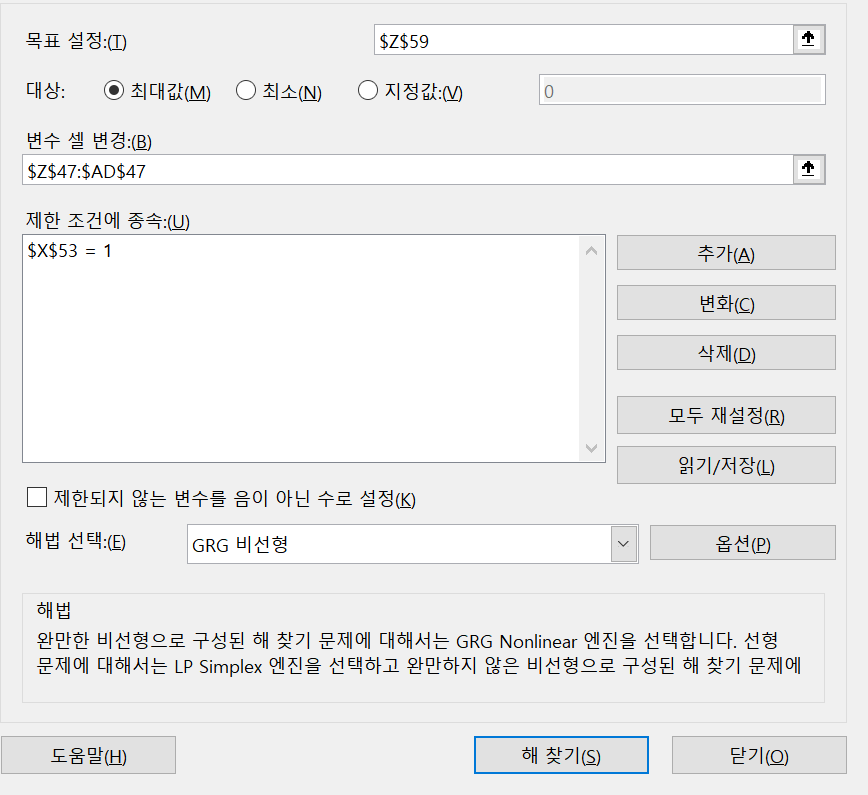 목표 설정:(T) $Z$59
대상: 최대값(M) 최소(N) 지정값:(V) 0
변수 셀 변경:(B)
$Z$47:$AD$47
제한 조건에 종속:(U)
$X$53 = 1
추가(A)
변화(C)
삭제(D)
모두 재설정(R)
읽기/저장(L)
제한되지 않는 변수를 음이 아닌 수로 설정(K)
해법 선택:(E) GRG 비선형 옵션(P)
해법
완만한 비선형으로 구성된 해 찾기 문제에 대해서는 GRG Nonlinear 엔진을 선택합니다. 선형
문제에 대해서는 LP Simplex 엔진을 선택하고 완만하지 않은 비선형으로 구성된 해 찾기 문제에
도움말(H) 해 찾기(S) 닫기(O)